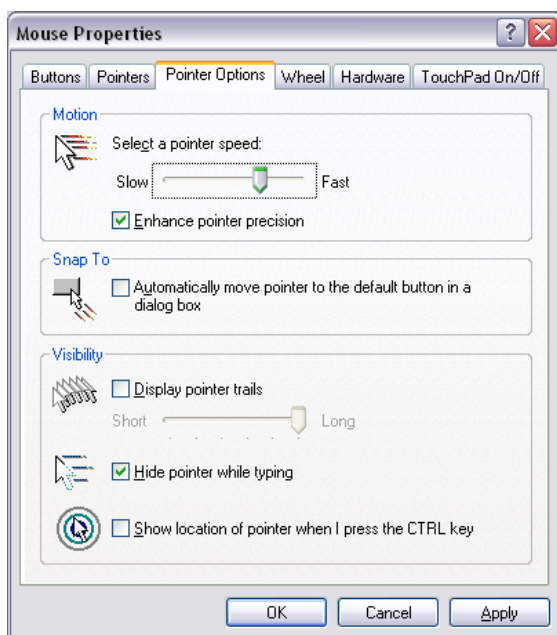 Mouse Properties
Buttons Pointers Pointer Options Wheel Hardware TouchPad On/Off
Motion
Select a pointer speed:
Slow Fast
Enhance pointer precision
Snap To
Automatically move pointer to the default button in a
dialog box
Visibility
Display pointer trails
Short Long
Hide pointer while typing
Show location of pointer when I press the CTRL key
OK Cancel Apply